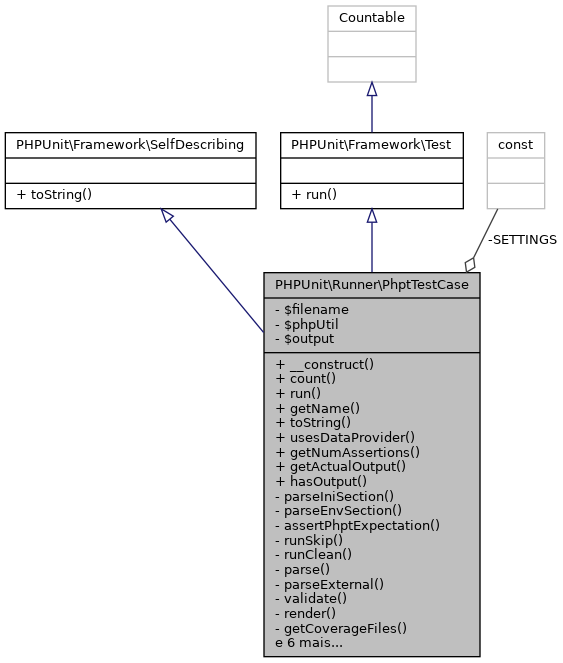 Countable
PHPUnit\Framework\SelfDescribing
+ toString()
PHPUnit\Framework\Test
+ run()
const
-SETTINGS
PHPUnit\Runner\PhptTestCase
- $filename
- $phpUtil
- $output
+ __construct()
+ count()
+ run()
+ getName()
+ toString()
+ usesDataProvider()
+ getNumAssertions()
+ getActualOutput()
+ hasOutput()
- parseIniSection()
- parseEnvSection()
- assertPhptExpectation()
- runSkip()
- runClean()
- parse()
- parseExternal()
- validate()
- render()
- getCoverageFiles()
e 6 mais...